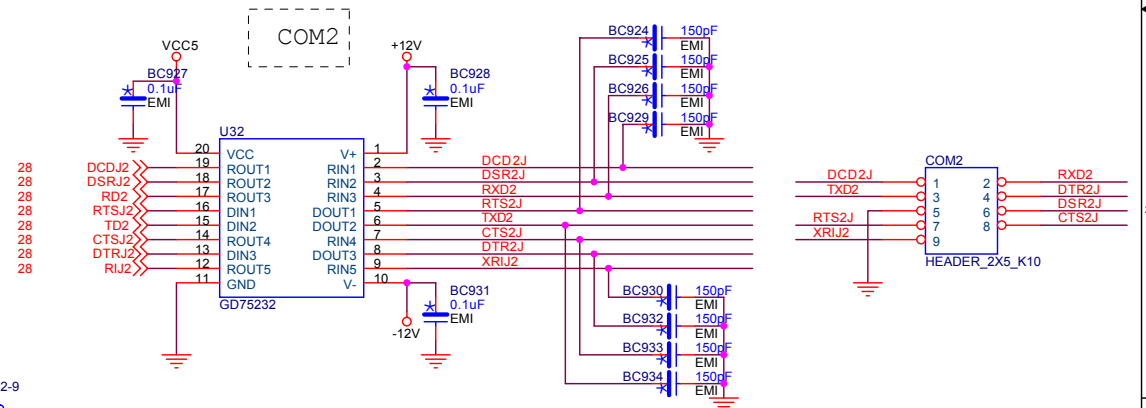 COM2
VCC5
+12V
BC924 150pF
EMI
BC925 150pF
EMI
BC926 150pF
EMI
BC929 150pF
EMI
BC927
0.1uF
EMI
BC928
0.1uF
EMI
U32
20 VCC V+ 1
28 DCDJ2 19 ROUT1 RIN1 2 DCD2J
28 DSRJ2 18 ROUT2 RIN2 3 DSR2J
28 RD2 17 ROUT3 RIN3 4 RXD2
28 RTSJ2 16 DIN1 DOUT1 5 RTS2J
28 TD2 15 DIN2 DOUT2 6 TXD2
28 CTSJ2 14 ROUT4 RIN4 7 CTS2J
28 DTRJ2 13 DIN3 DOUT3 8 DTR2J
28 RIJ2 12 ROUT5 RIN5 9 XRIJ2
11 GND V- 10
GD75232
BC931
0.1uF
EMI
-12V
BC930 150pF
EMI
BC932 150pF
EMI
BC933 150pF
EMI
BC934 150pF
EMI
COM2
DCD2J 1 2 RXD2
TXD2 3 4 DTR2J
5 6 DSR2J
RTS2J 7 8 CTS2J
XRIJ2 9
HEADER_2X5_K10
2-9